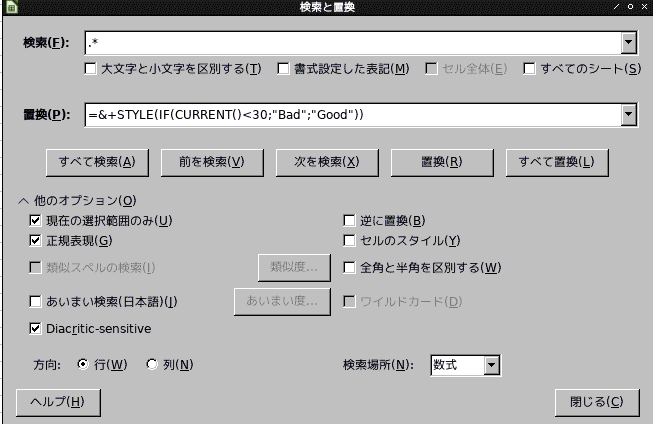 検索と置換
検索(F): .*
大文字と小文字を区別する(T) 書式設定した表記(M) セル全体(E) すべてのシート(S)
置換(P): =&+STYLE(IF(CURRENT()<30;"Bad";"Good"))
すべて検索(A) 前を検索(V) 次を検索(X) 置換(R) すべて置換(L)
他のオプション(O)
現在の選択範囲のみ(U) 逆に置換(B)
正規表現(G) セルのスタイル(Y)
類似スペルの検索(I) 類似度... 全角と半角を区別する(W)
あいまい検索(日本語)(J) あいまい度... ワイルドカード(D)
Diacritic-sensitive
方向: 行(W) 列(N) 検索場所(N): 数式
ヘルプ(H) 閉じる(C)